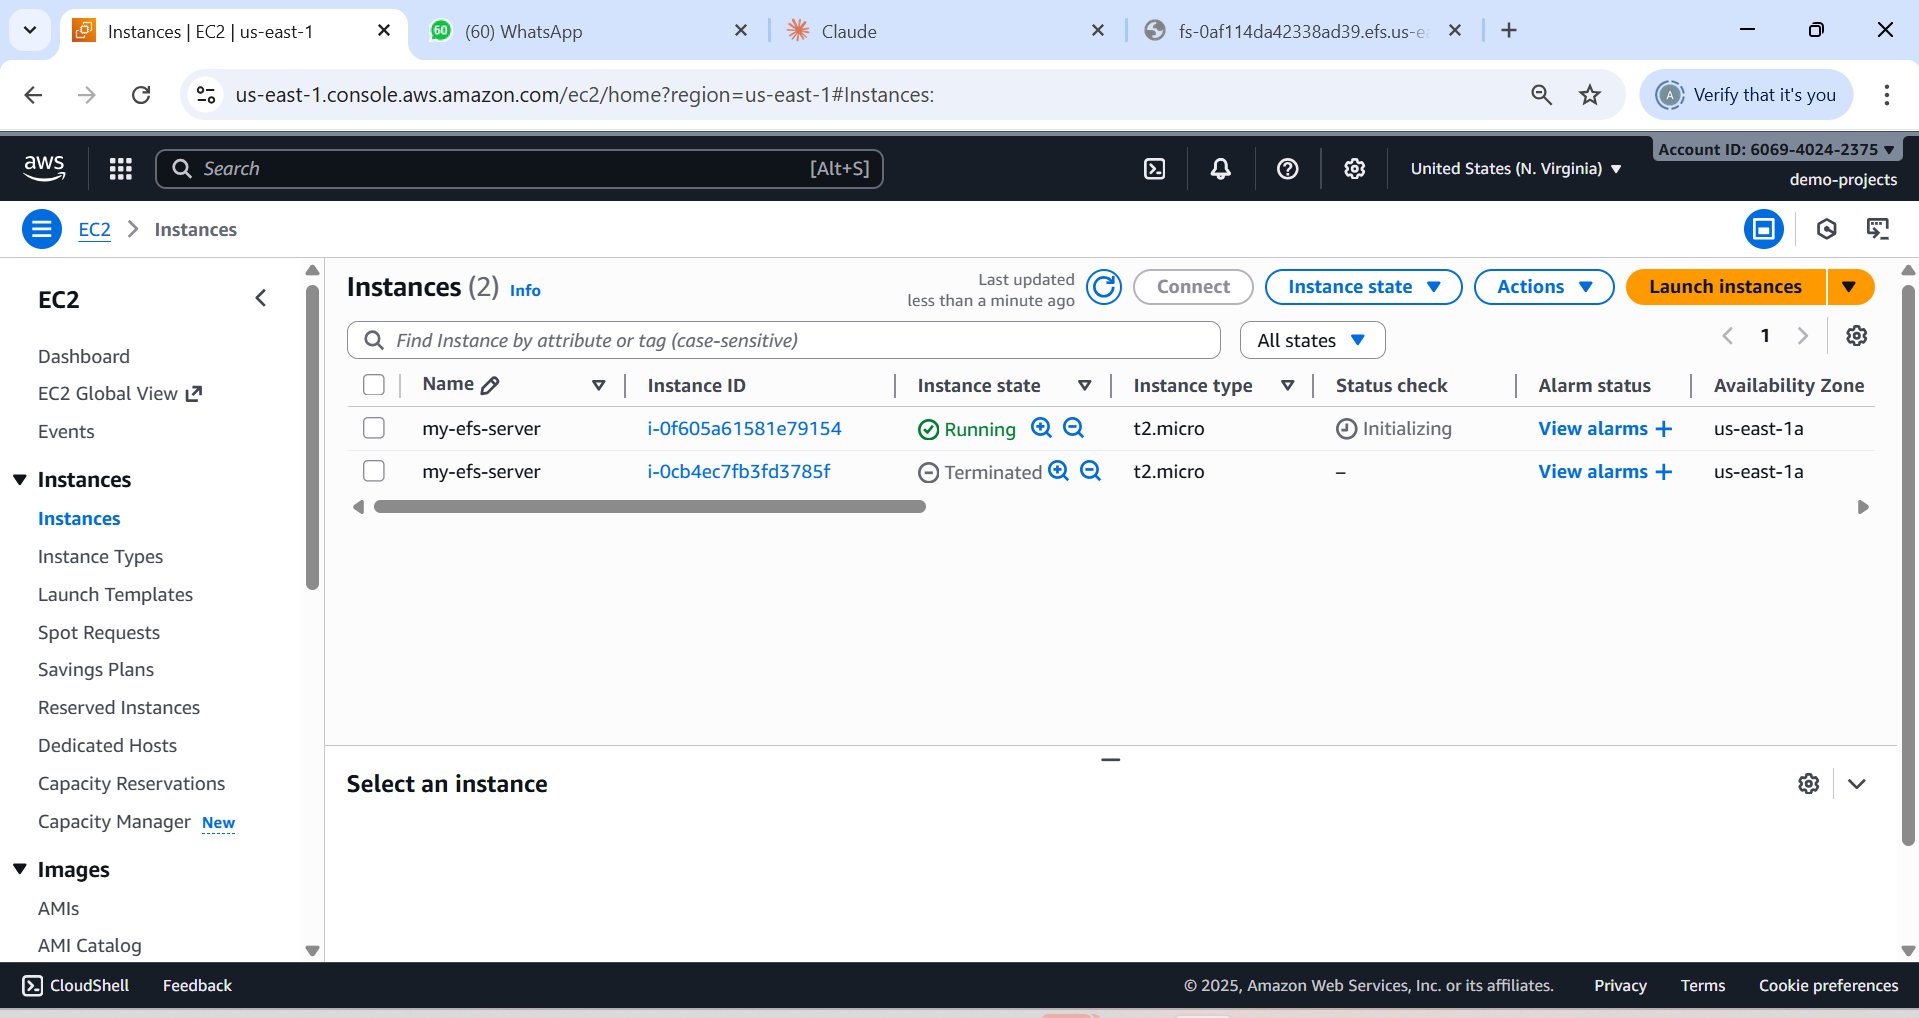 Instances | EC2 | us-east-1
60
(60) WhatsApp
Claude
fs-0af114da42338ad39.efs.us-ea
us-east-1.console.aws.amazon.com/ec2/home?region=us-east-1#Instances:
A
Verify that it's you
aws
Search
[Alt+S]
United States (N. Virginia)
Account ID: 6069-4024-2375
demo-projects
EC2
Instances
EC2
Dashboard
EC2 Global View
Events
Instances
Instances
Instance Types
Launch Templates
Spot Requests
Savings Plans
Reserved Instances
Dedicated Hosts
Capacity Reservations
Capacity Manager New
Images
AMIs
AMI Catalog
Instances (2) Info
Last updated
less than a minute ago
Connect
Instance state
Actions
Launch instances
Find Instance by attribute or tag (case-sensitive)
All states
1
Name Instance ID Instance state Instance type Status check Alarm status Availability Zone
my-efs-server i-0f605a61581e79154 Running t2.micro Initializing View alarms + us-east-1a
my-efs-server i-0cb4ec7fb3fd3785f Terminated t2.micro – View alarms + us-east-1a
Select an instance
CloudShell
Feedback
© 2025, Amazon Web Services, Inc. or its affiliates.
Privacy
Terms
Cookie preferences